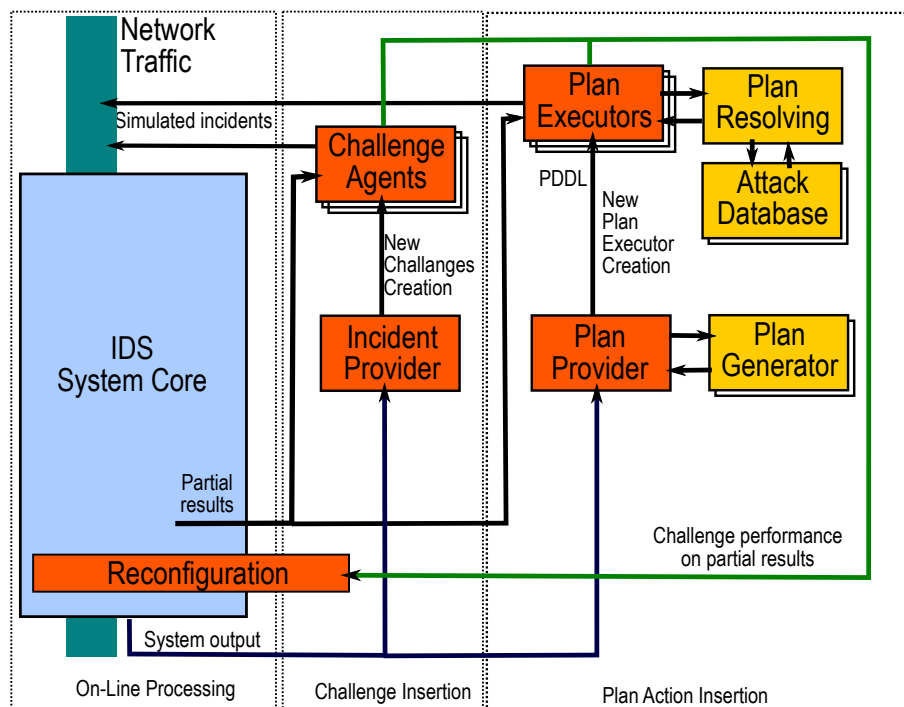 Network
Traffic
Simulated incidents
Plan
Executors
Plan
Resolving
Challenge
Agents
Attack
Database
PDDL
New
Plan
Executor
Creation
New
Challanges
Creation
IDS
System Core
Incident
Provider
Plan
Provider
Plan
Generator
Partial
results
Challenge performance
on partial results
Reconfiguration
System output
On-Line Processing
Challenge Insertion
Plan Action Insertion